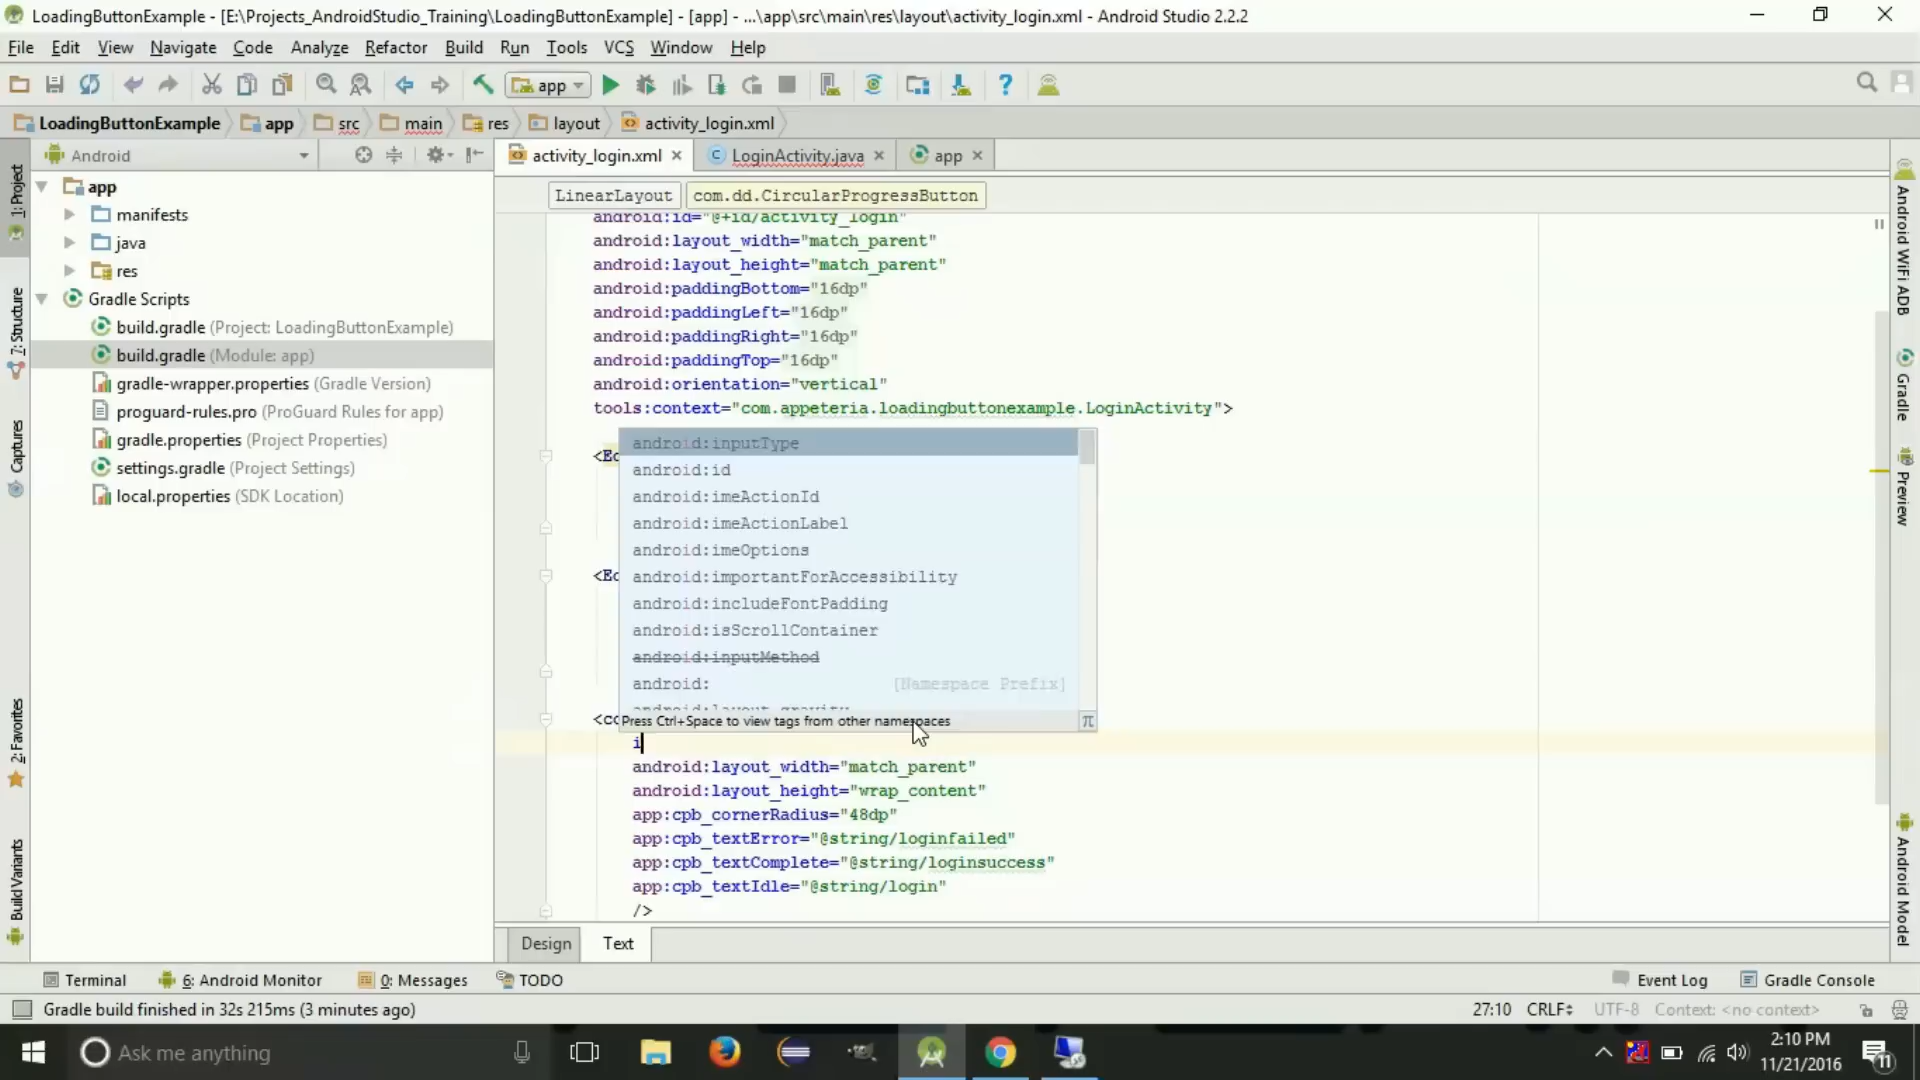 LoadingButtonExample - [E:\Projects_AndroidStudio_Training\LoadingButtonExample] - [app] - ...\app\src\main\res\layout\activity_login.xml - Android Studio 2.2.2
File Edit View Navigate Code Analyze Refactor Build Run Tools VCS Window Help
app
LoadingButtonExample app src main res layout activity_login.xml
Android
activity_login.xml LoginActivity.java app
LinearLayout com.dd.CircularProgressButton
1: Project
7: Structure
Captures
2: Favorites
Build Variants
app
manifests
java
res
Gradle Scripts
build.gradle (Project: LoadingButtonExample)
build.gradle (Module: app)
gradle-wrapper.properties (Gradle Version)
proguard-rules.pro (ProGuard Rules for app)
gradle.properties (Project Properties)
settings.gradle (Project Settings)
local.properties (SDK Location)
android:id="@+id/activity_login"
android:layout_width="match_parent"
android:layout_height="match_parent"
android:paddingBottom="16dp"
android:paddingLeft="16dp"
android:paddingRight="16dp"
android:paddingTop="16dp"
android:orientation="vertical"
tools:context="com.appeteria.loadingbuttonexample.LoginActivity">
<Ed
android:inputType
android:id
android:imeActionId
android:imeActionLabel
android:imeOptions
<Ed
android:importantForAccessibility
android:includeFontPadding
android:isScrollContainer
android:inputMethod
android: [Namespace Prefix]
android:layout_gravity
<co
Press Ctrl+Space to view tags from other namespaces π
i
android:layout_width="match_parent"
android:layout_height="wrap_content"
app:cpb_cornerRadius="48dp"
app:cpb_textError="@string/loginfailed"
app:cpb_textComplete="@string/loginsuccess"
app:cpb_textIdle="@string/login"
/>
Android WiFi ADB
Gradle
Preview
Android Model
Design Text
Terminal 6: Android Monitor 0: Messages TODO Event Log Gradle Console
Gradle build finished in 32s 215ms (3 minutes ago) 27:10 CRLF UTF-8 Context: <no context>
Ask me anything
2:10 PM
11/21/2016
11